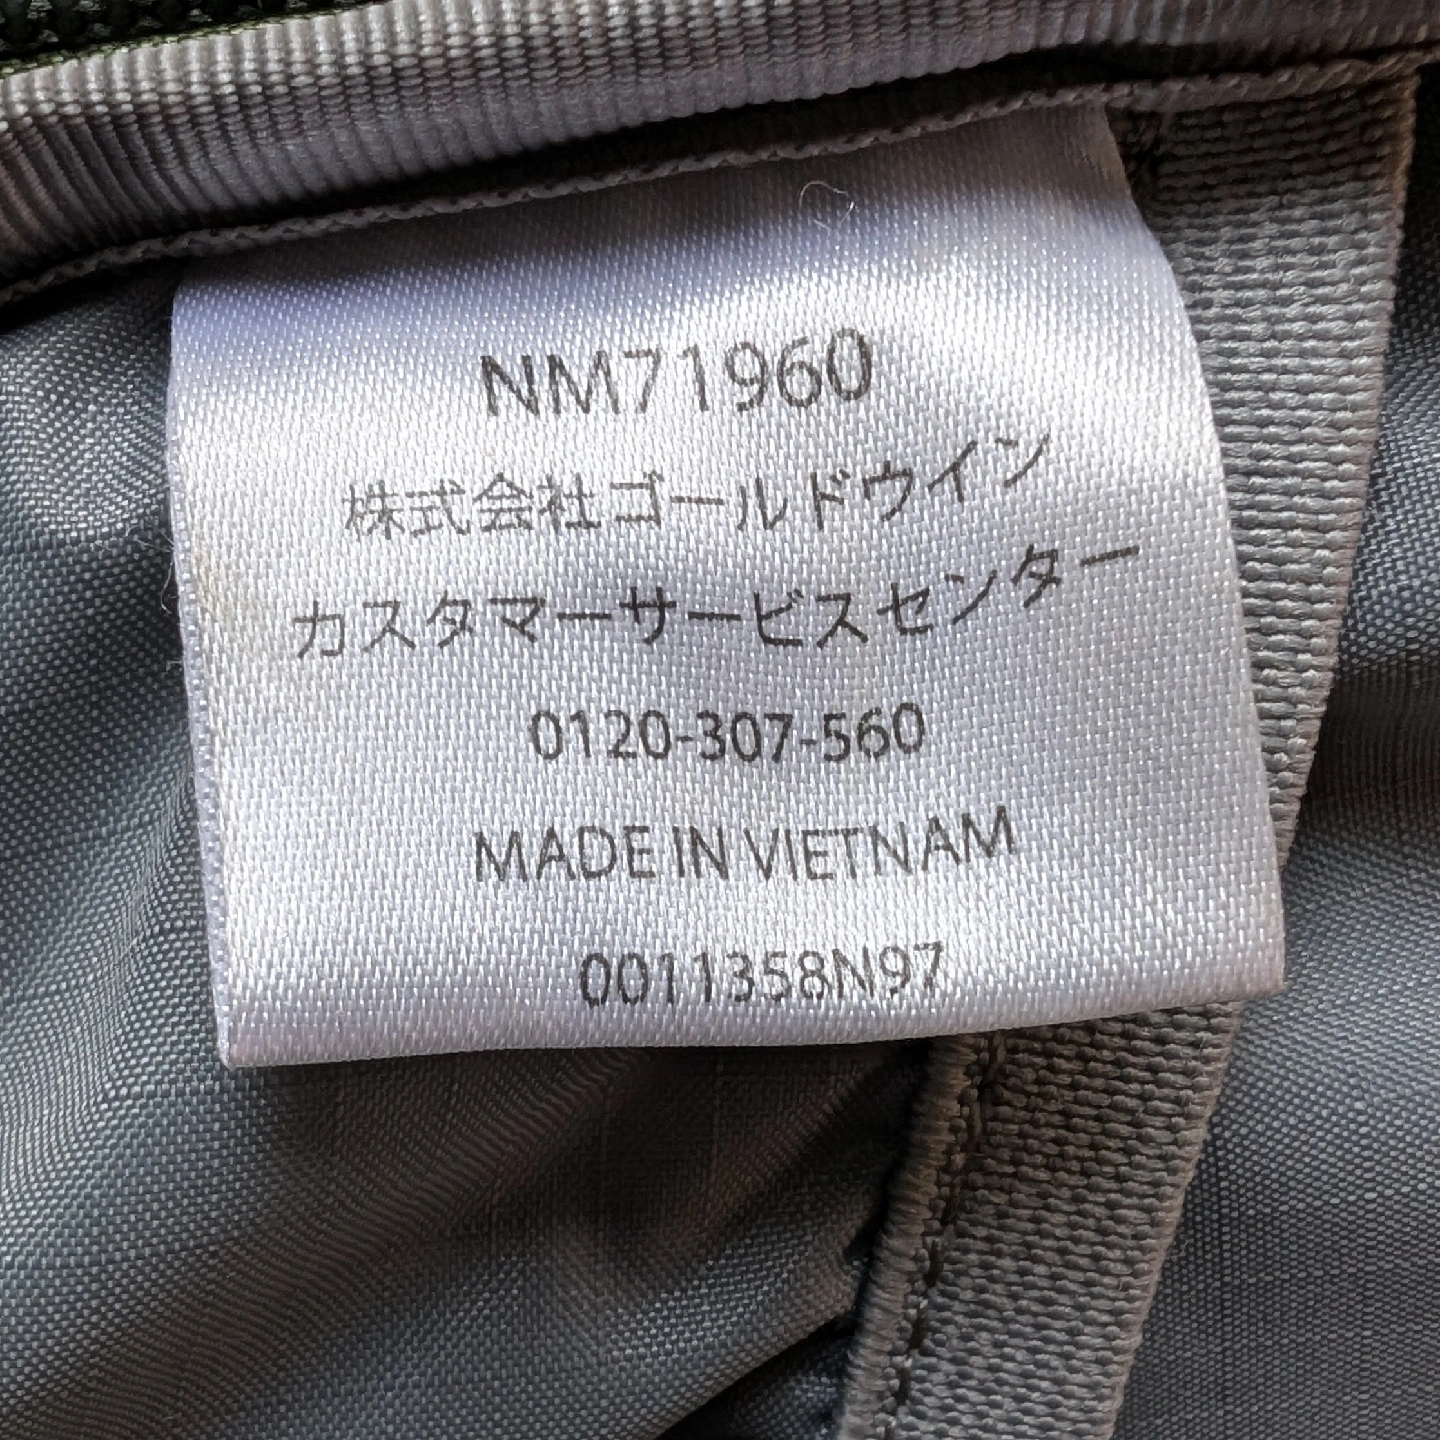 NM71960
株式会社ゴールドウイン
カスタマーサービスセンター
0120-307-560
MADE IN VIETNAM
0011358N97